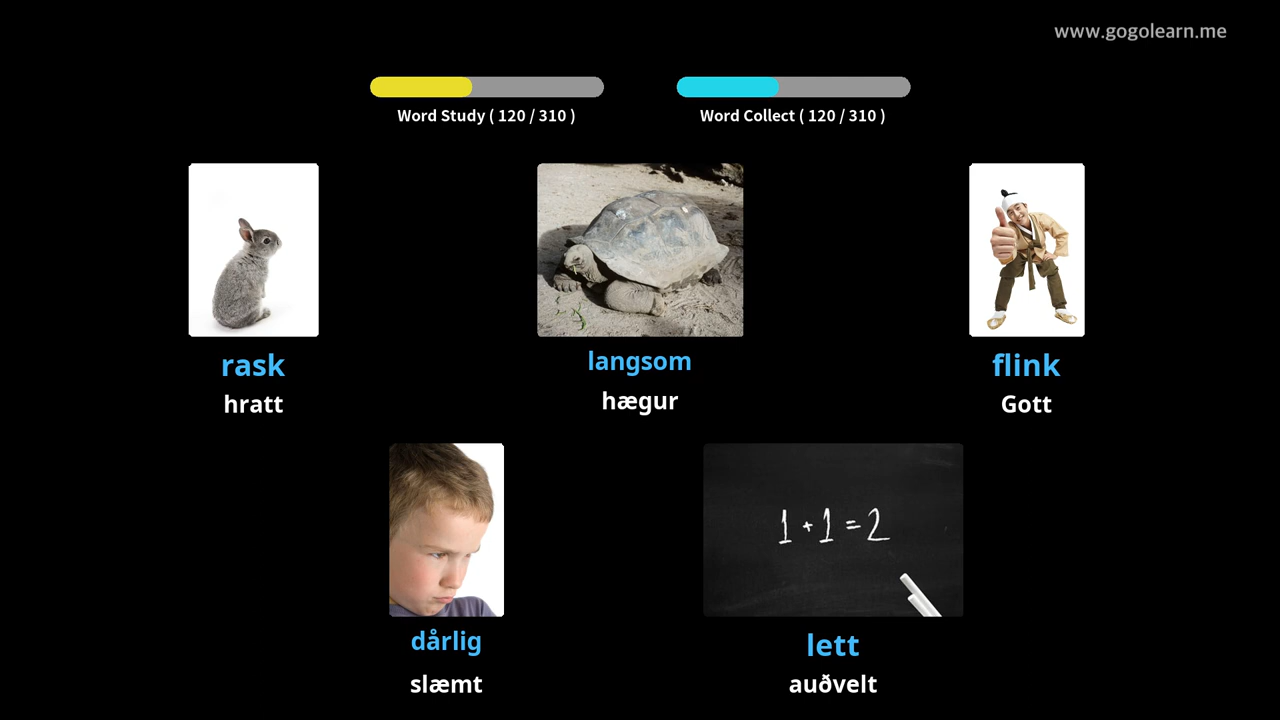 www.gogolearn.me
Word Study ( 120 / 310 )
Word Collect ( 120 / 310 )
rask
hratt
langsom
hægur
flink
Gott
1 + 1 = 2
dårlig
slæmt
lett
auðvelt